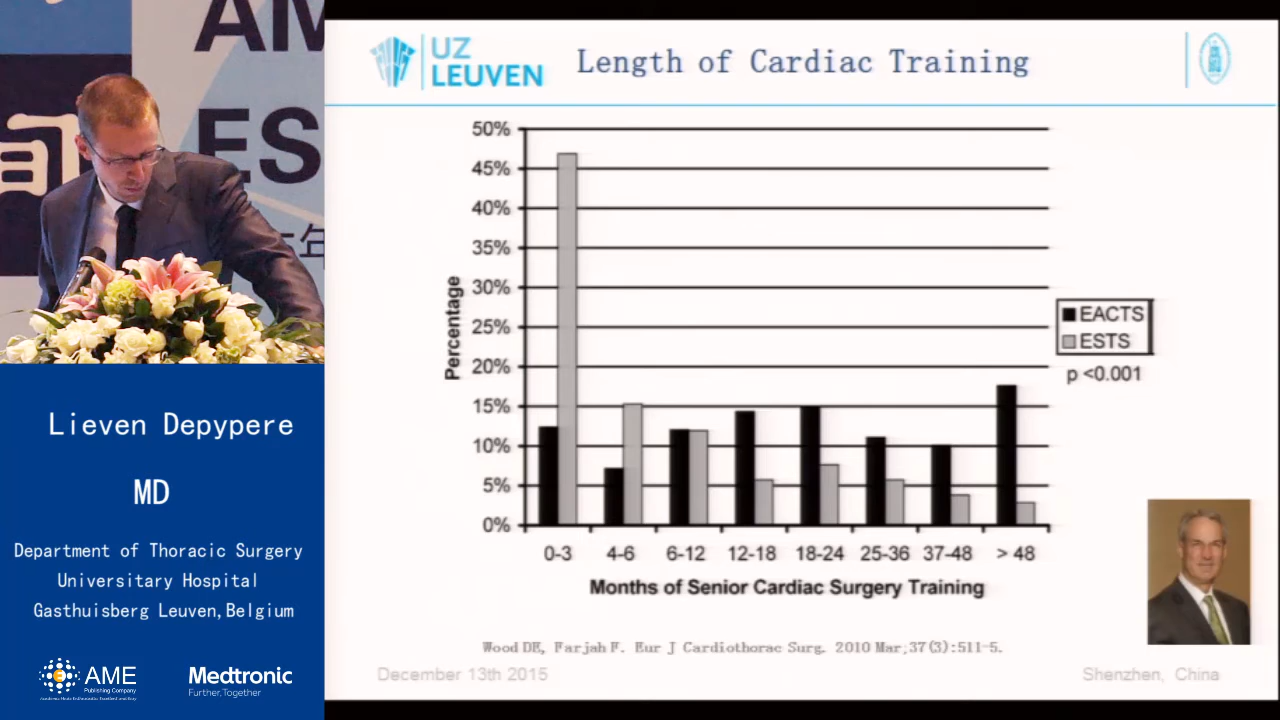 AM
ES
UZ
LEUVEN
Length of Cardiac Training
50%
45%
40%
35%
30%
25%
20%
15%
10%
5%
0%
Percentage
0-3 4-6 6-12 12-18 18-24 25-36 37-48 > 48
Months of Senior Cardiac Surgery Training
EACTS
ESTS
p <0.001
Wood DE, Farjah F. Eur J Cardiothorac Surg. 2010 Mar;37(3):511-5.
December 13th 2015
Shenzhen, China
Lieven Depypere
MD
Department of Thoracic Surgery
Universitary Hospital
Gasthuisberg Leuven,Belgium
AME
Publishing Company
Medtronic
Further,Together